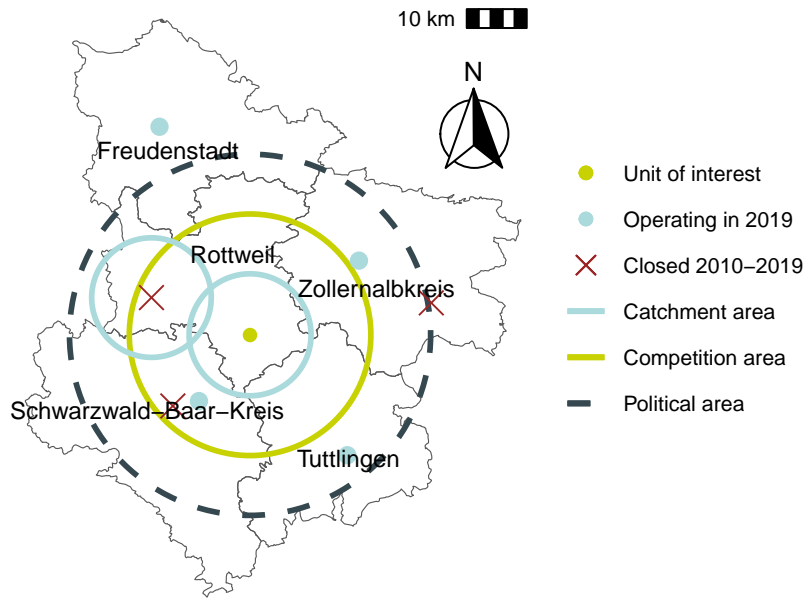 10 km
N
Freudenstadt
Rottweil
Zollernalbkreis
Schwarzwald–Baar–Kreis
Tuttlingen
Unit of interest
Operating in 2019
Closed 2010–2019
Catchment area
Competition area
Political area